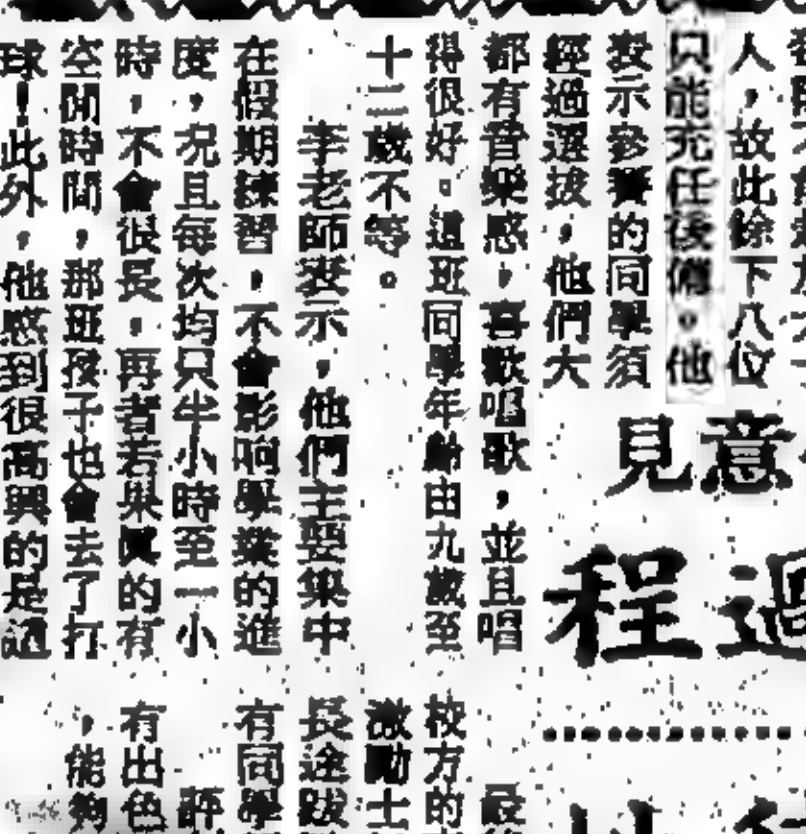 人，故此餘下八位
只能充任後備。他
表示參賽的同學須
經過選拔，他們大
都有音樂感，喜歡唱歌，並且唱
得很好。這班同學年齡由九歲至
十二歲不等。
李老師表示，他們主要集中
在假期練習，不會影响學業的進
度，況且每次均只半小時至一小
時，不會很長，再者若果真的有
空閒時間，那班孩子也會去了打
球！此外，他感到很高興的是這
意見
過程
最
校方的
激勵士
長途跋
有同學
評
有出色
，能夠